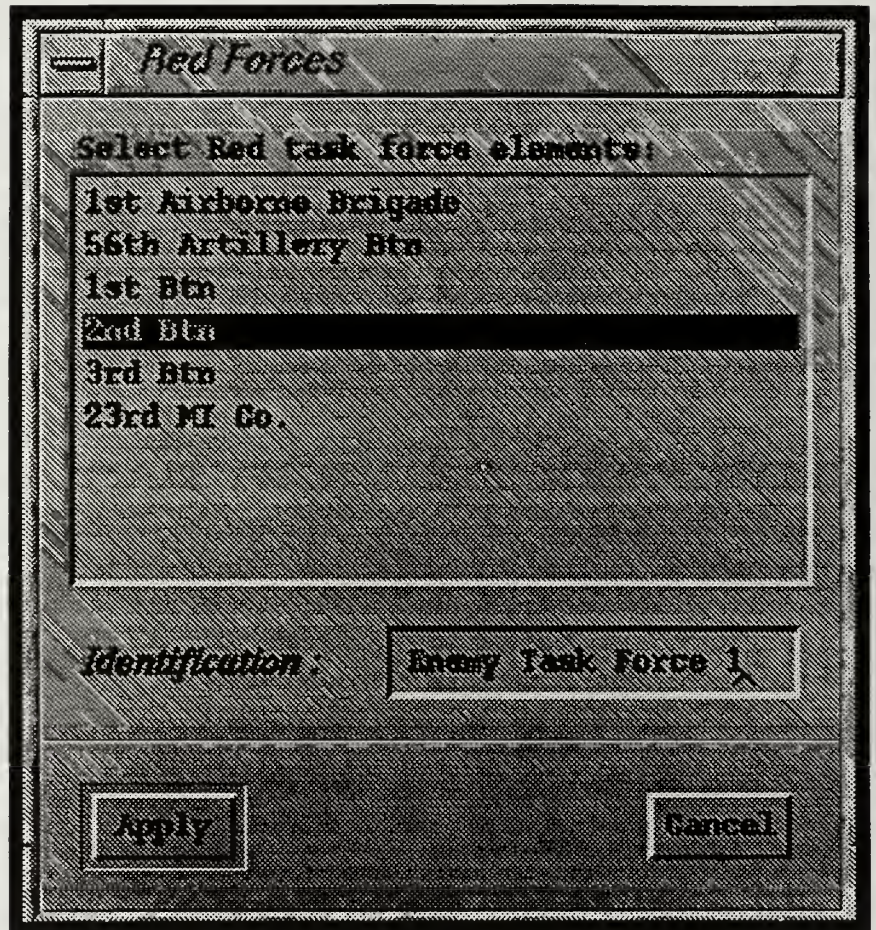 Red Forces
Select Red task force elements:
1st Airborne Brigade
56th Artillery Btn
1st Btn
2nd Btn
3rd Btn
23rd MI Co.
Identification :
Enemy Task Force 1
Apply
Cancel